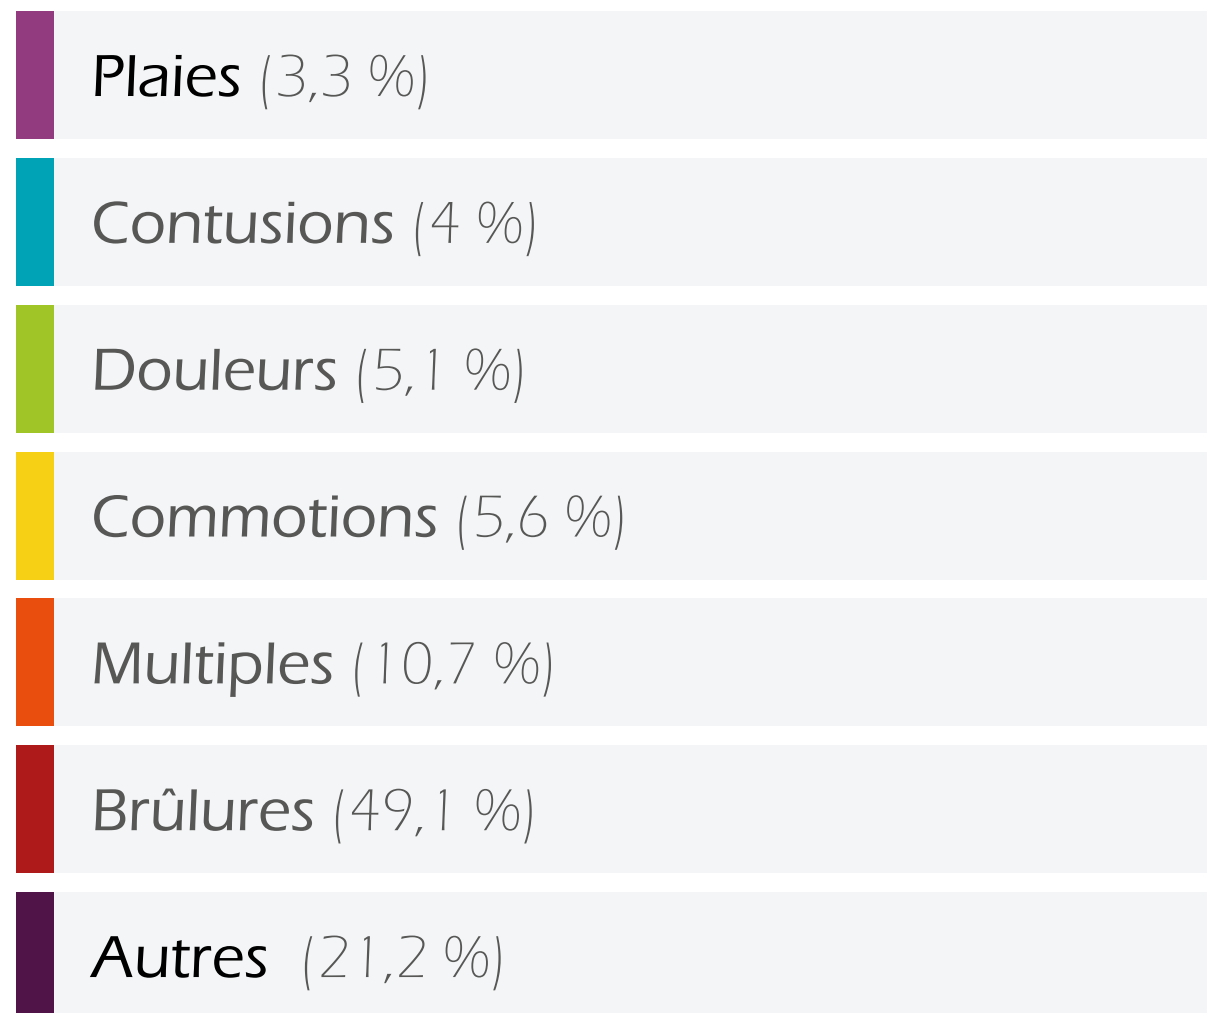 Plaies (3,3 %)
Contusions (4 %)
Douleurs (5,1 %)
Commotions (5,6 %)
Multiples (10,7 %)
Brûlures (49,1 %)
Autres (21,2 %)